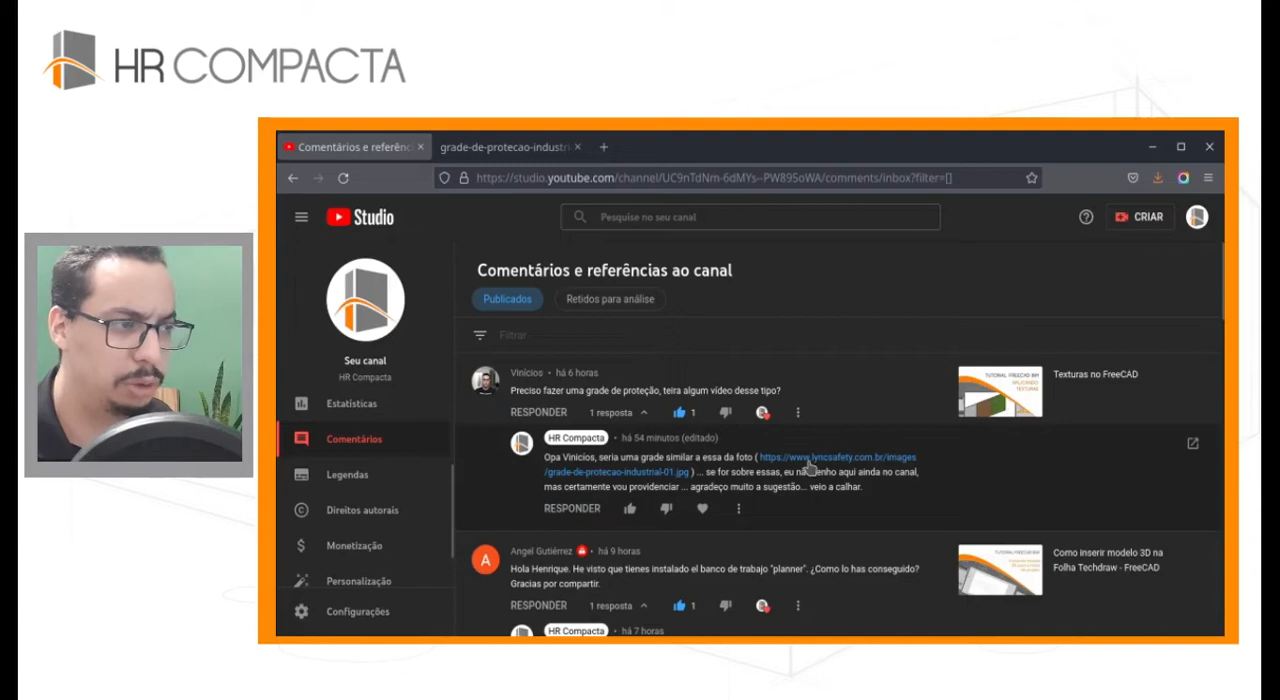 HR COMPACTA
Comentários e referênc
grade-de-protecao-industri
https://studio.youtube.com/channel/UC9nTdNm-6dMYs--PW895oWA/comments/inbox?filter=[]
Studio
Pesquise no seu canal
CRIAR
Seu canal
HR Compacta
Estatísticas
Comentários
Legendas
Direitos autorais
Monetização
Personalização
Configurações
Comentários e referências ao canal
Publicados
Retidos para análise
Filtrar
Vinícios • há 6 horas
Preciso fazer uma grade de proteção, teira algum vídeo desse tipo?
RESPONDER 1 resposta 1
TUTORIAL FREECAD BIM
APLICANDO
TEXTURAS
Texturas no FreeCAD
HR Compacta • há 54 minutos (editado)
Opa Vinicios, seria uma grade similar a essa da foto ( https://www.lyncsafety.com.br/images
/grade-de-protecao-industrial-01.jpg ) ... se for sobre essas, eu não tenho aqui ainda no canal,
mas certamente vou providenciar ... agradeço muito a sugestão... veio a calhar.
RESPONDER
A
Angel Gutiérrez • há 9 horas
Hola Henrique. He visto que tienes instalado el banco de trabajo "planner". ¿Como lo has conseguido?
Gracias por compartir.
RESPONDER 1 resposta 1
Como inserir modelo 3D na
Folha Techdraw - FreeCAD
HR Compacta • há 7 horas